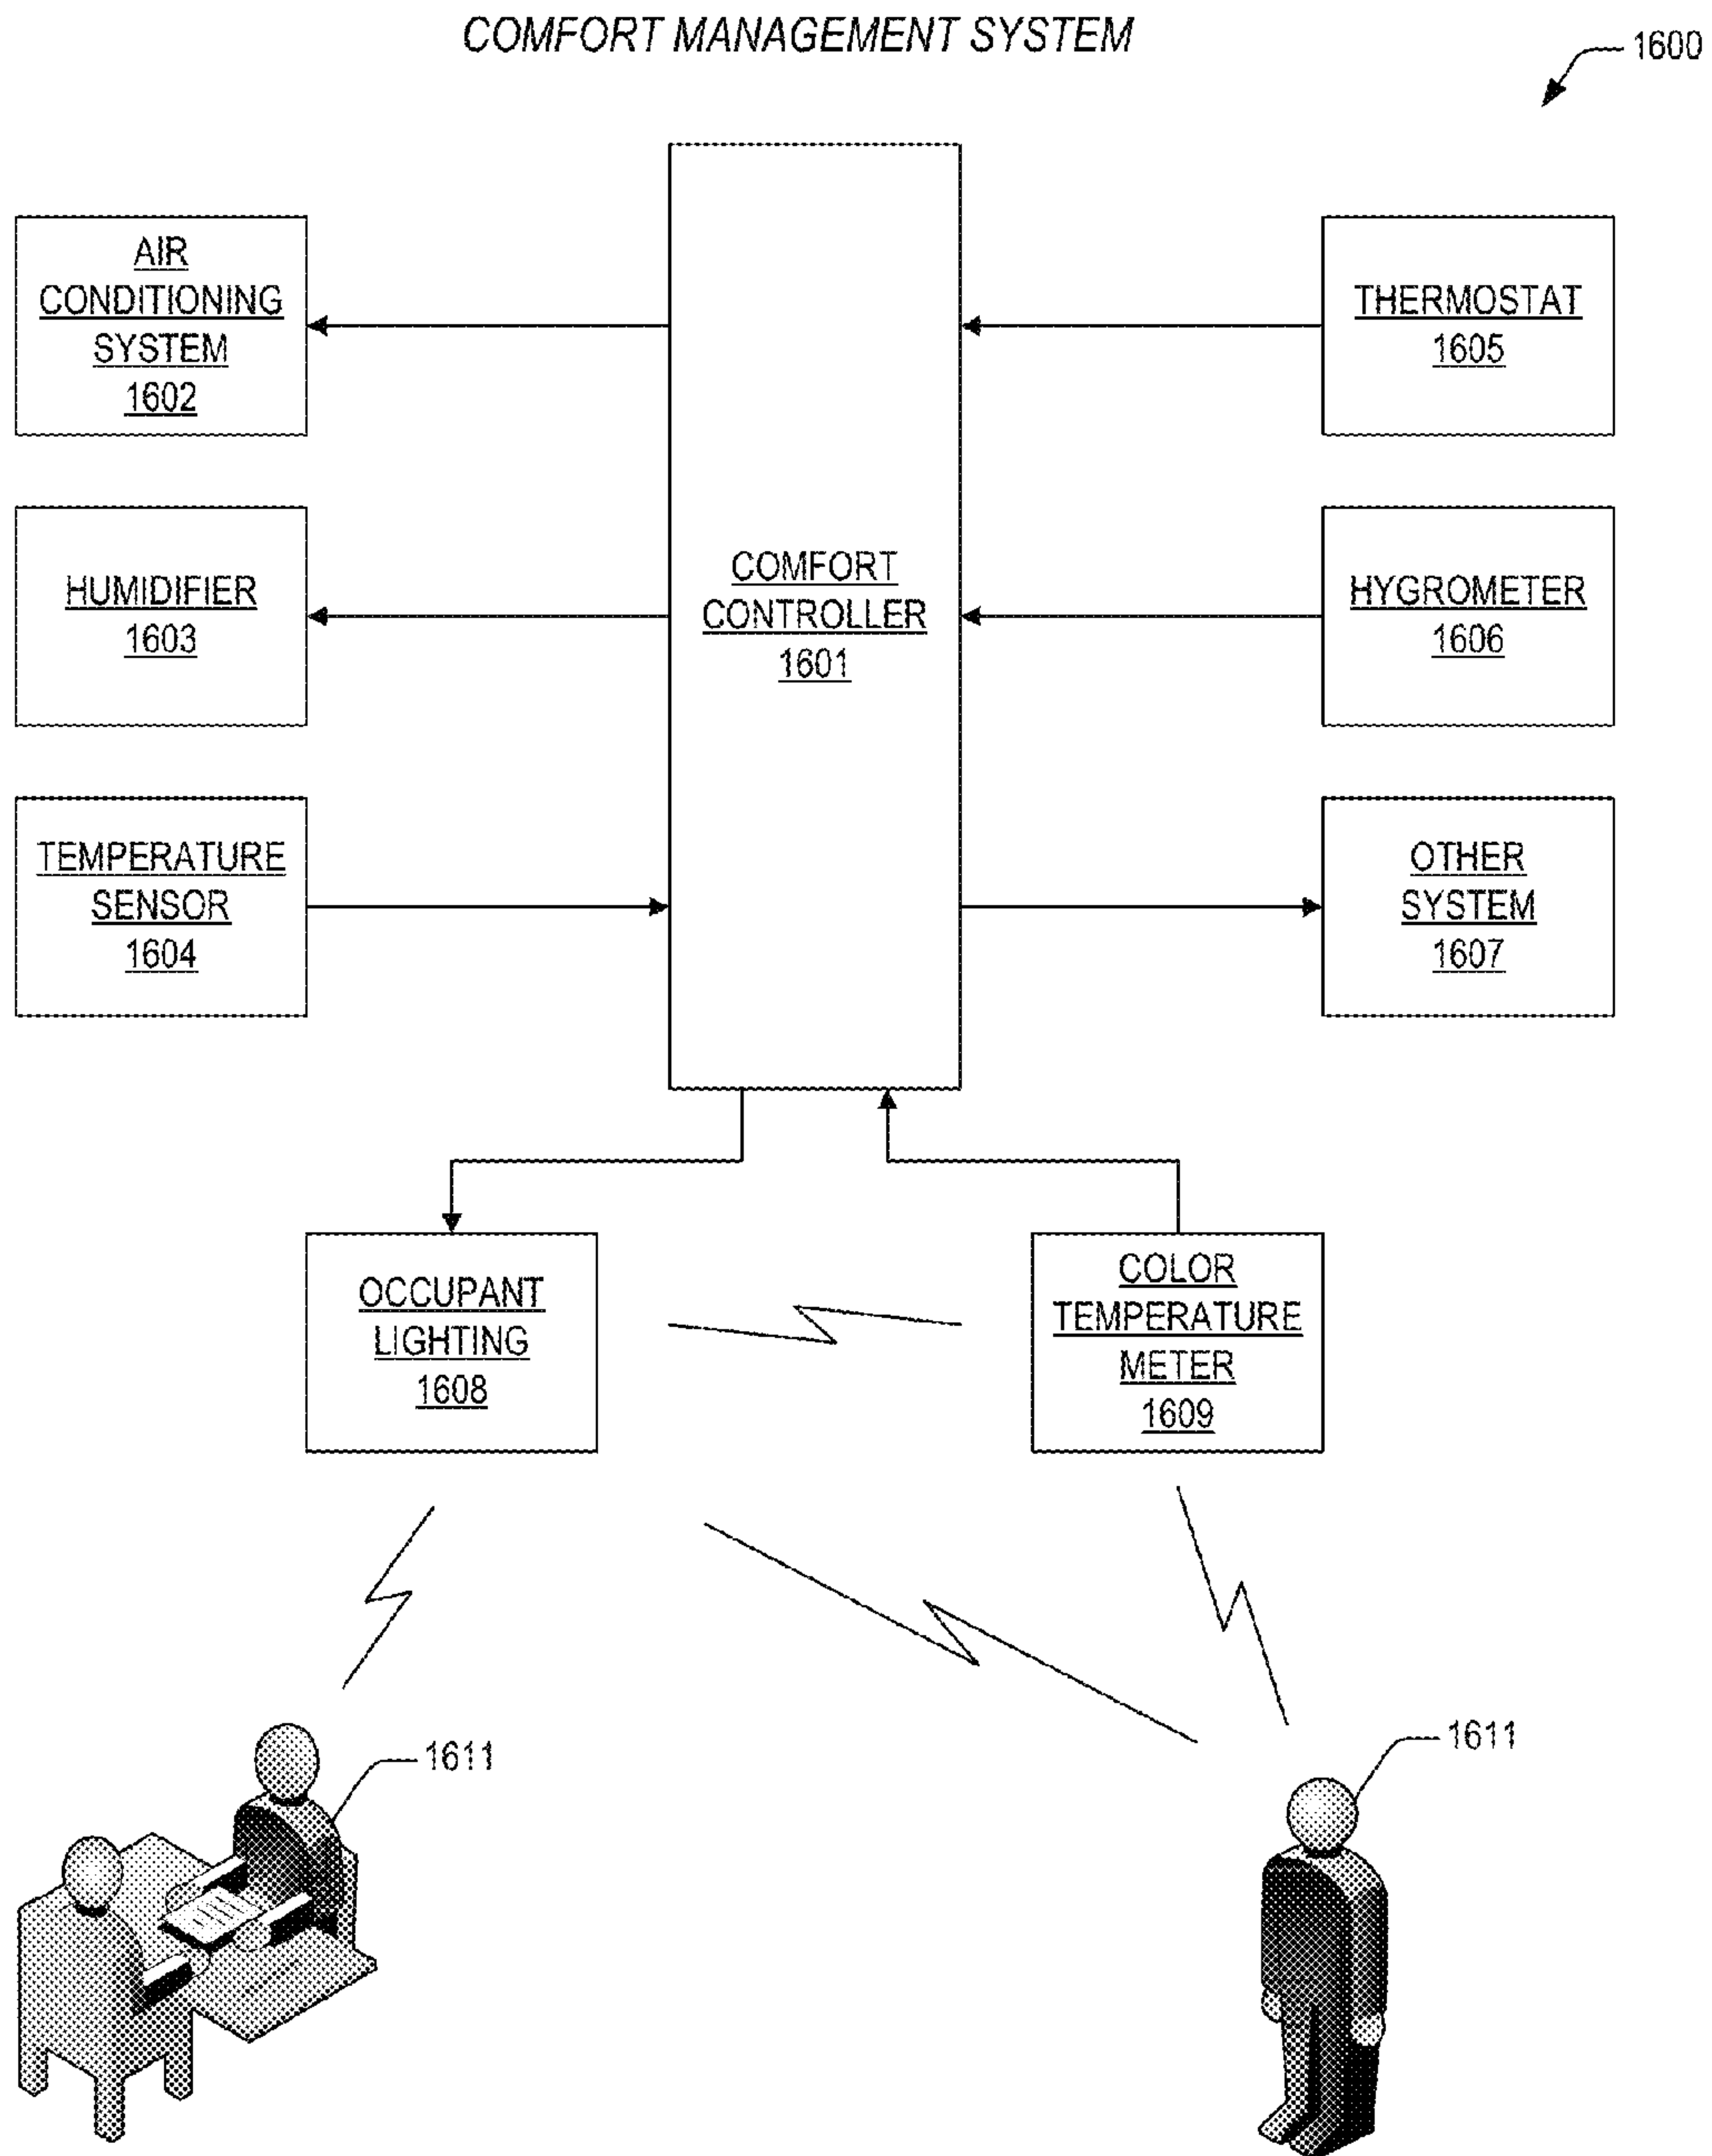 COMFORT MANAGEMENT SYSTEM
1600
AIR
CONDITIONING
SYSTEM
1602
THERMOSTAT
1605
HUMIDIFIER
1603
COMFORT
CONTROLLER
1601
HYGROMETER
1606
TEMPERATURE
SENSOR
1604
OTHER
SYSTEM
1607
OCCUPANT
LIGHTING
1608
COLOR
TEMPERATURE
METER
1609
1611
1611